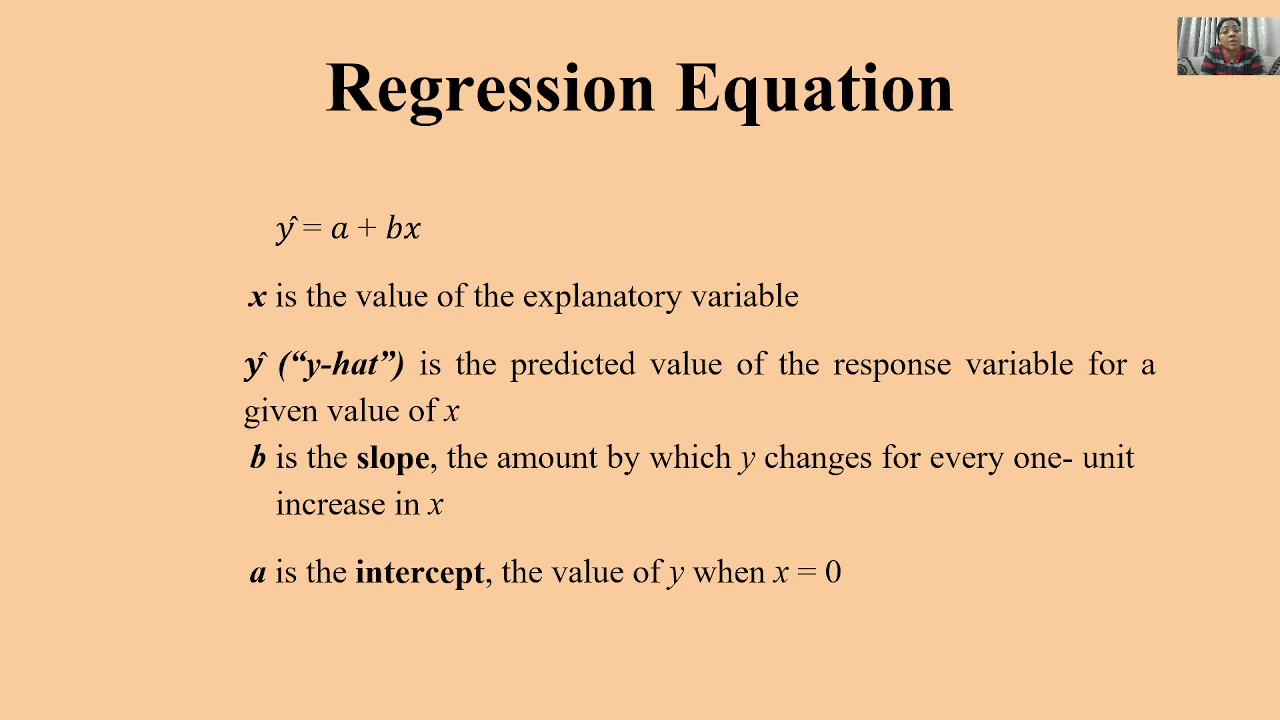 Regression Equation
ŷ = a + bx
x is the value of the explanatory variable
ŷ (“y-hat”) is the predicted value of the response variable for a
given value of x
b is the slope, the amount by which y changes for every one- unit
increase in x
a is the intercept, the value of y when x = 0